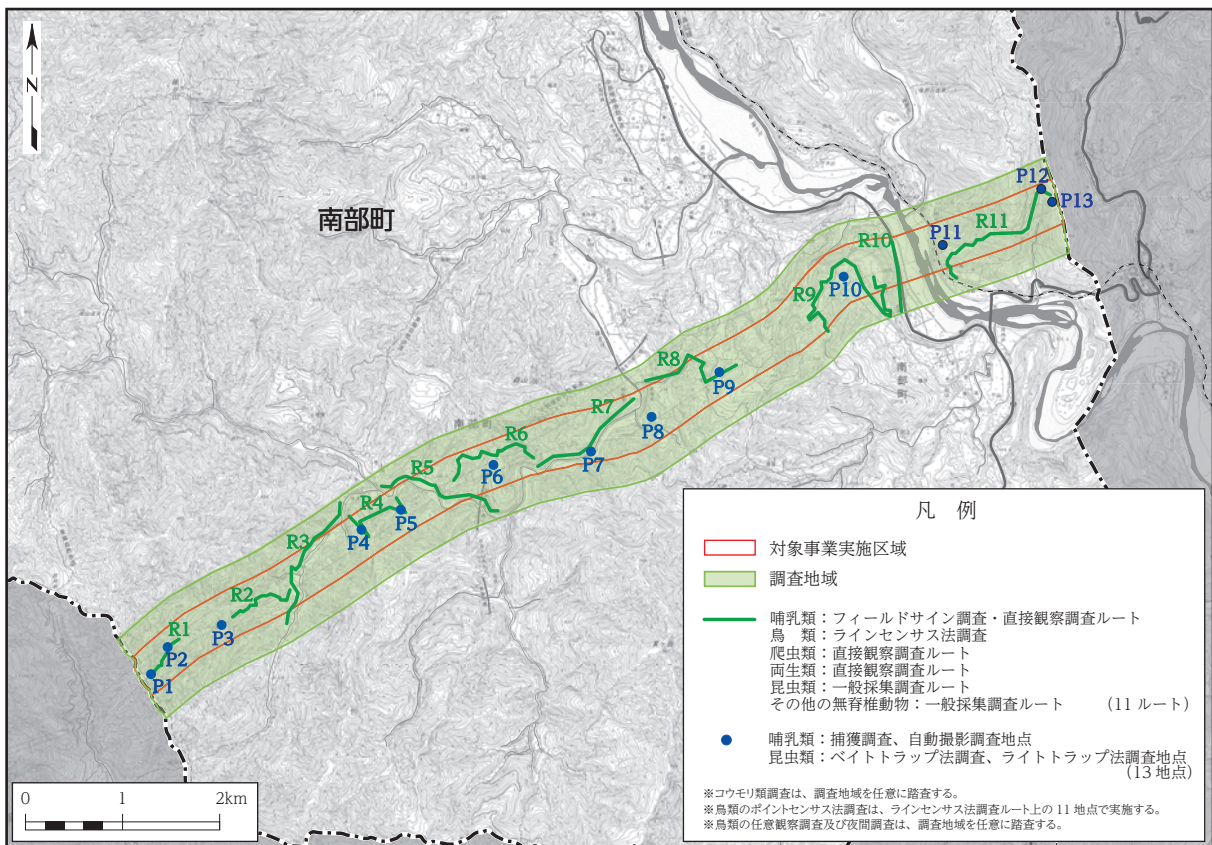 N
南部町
P12
P13
R11
P11
R10
P10
R9
R8
P9
南部町
R7
P8
南部町
R6
P7
P6
R5
R4
P5
P4
R3
R2
P3
R1
P2
P1
0 1 2km
凡 例
対象事業実施区域
調査地域
哺乳類：フィールドサイン調査・直接観察調査ルート
鳥 類：ラインセンサス法調査
爬虫類：直接観察調査ルート
両生類：直接観察調査ルート
昆虫類：一般採集調査ルート
その他の無脊椎動物：一般採集調査ルート （11 ルート）
哺乳類：捕獲調査、自動撮影調査地点
昆虫類：ベイトトラップ法調査、ライトトラップ法調査地点
（13 地点）
※コウモリ類調査は、調査地域を任意に踏査する。
※鳥類のポイントセンサス法調査は、ラインセンサス法調査ルート上の 11 地点で実施する。
※鳥類の任意観察調査及び夜間調査は、調査地域を任意に踏査する。